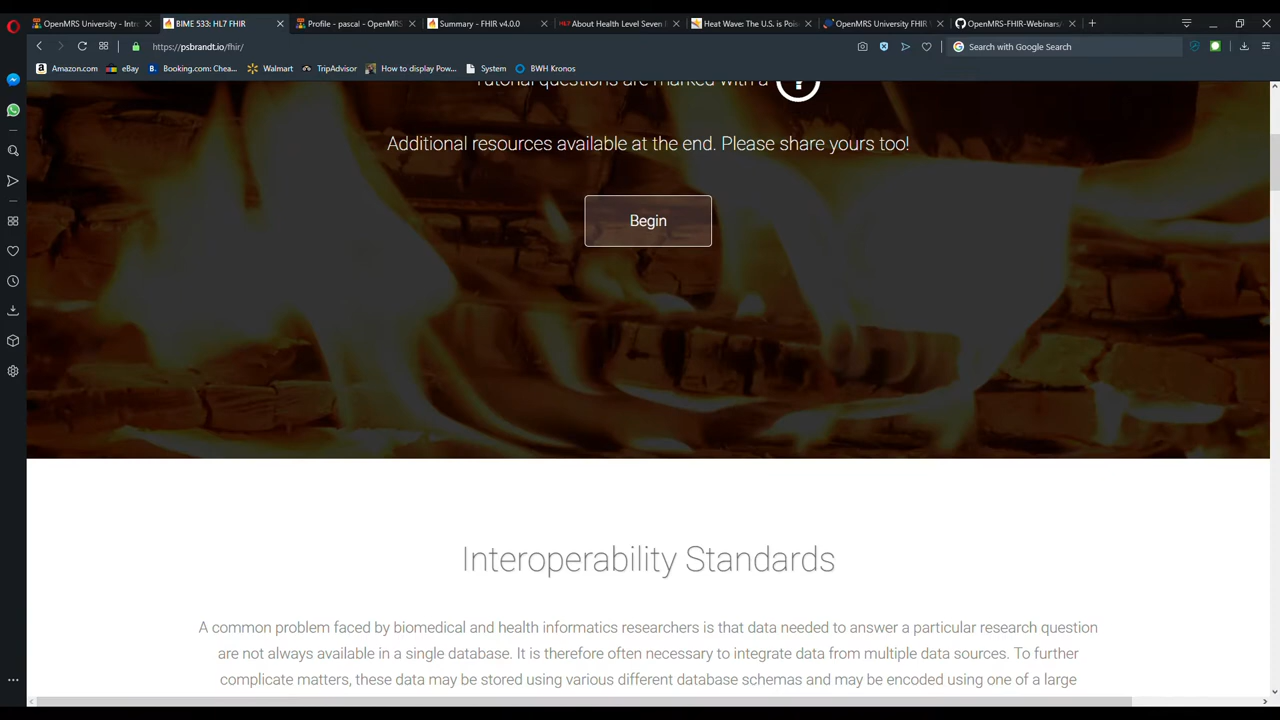 OpenMRS University - Intro
BIME 533: HL7 FHIR
Profile - pascal - OpenMRS
Summary - FHIR v4.0.0
About Health Level Seven I
Heat Wave: The U.S. is Pois
OpenMRS University FHIR
OpenMRS-FHIR-Webinars/
https://psbrandt.io/fhir/
Search with Google Search
Amazon.com
eBay
Booking.com: Chea...
Walmart
TripAdvisor
How to display Pow...
System
BWH Kronos
Tutorial questions are marked with a
Additional resources available at the end. Please share yours too!
Begin
Interoperability Standards
A common problem faced by biomedical and health informatics researchers is that data needed to answer a particular research question
are not always available in a single database. It is therefore often necessary to integrate data from multiple data sources. To further
complicate matters, these data may be stored using various different database schemas and may be encoded using one of a large